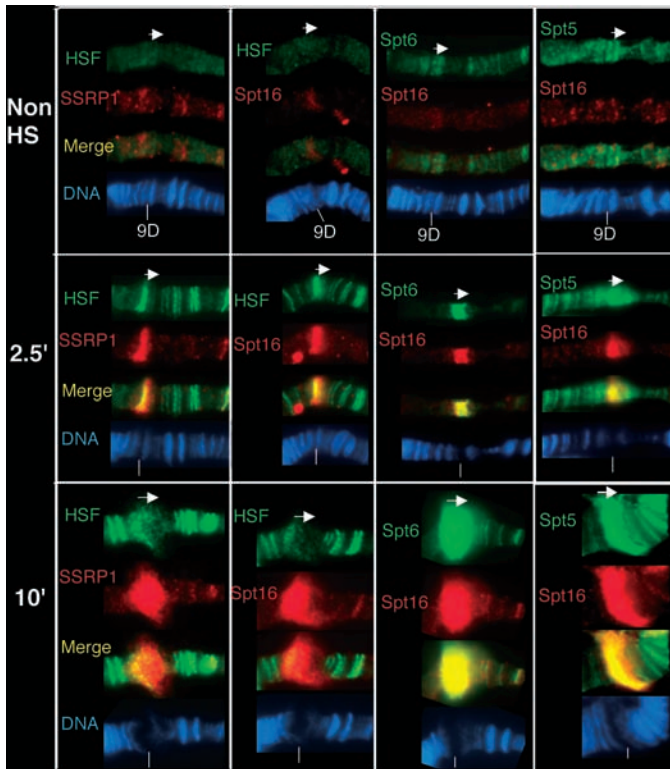 HSF HSF Spt6 Spt5
Non HS
SSRP1 Spt16 Spt16 Spt16
Merge
DNA
9D 9D 9D 9D
HSF HSF Spt6 Spt5
2.5'
SSRP1 Spt16 Spt16 Spt16
Merge
DNA
HSF HSF Spt6 Spt5
10'
SSRP1 Spt16 Spt16 Spt16
Merge
DNA